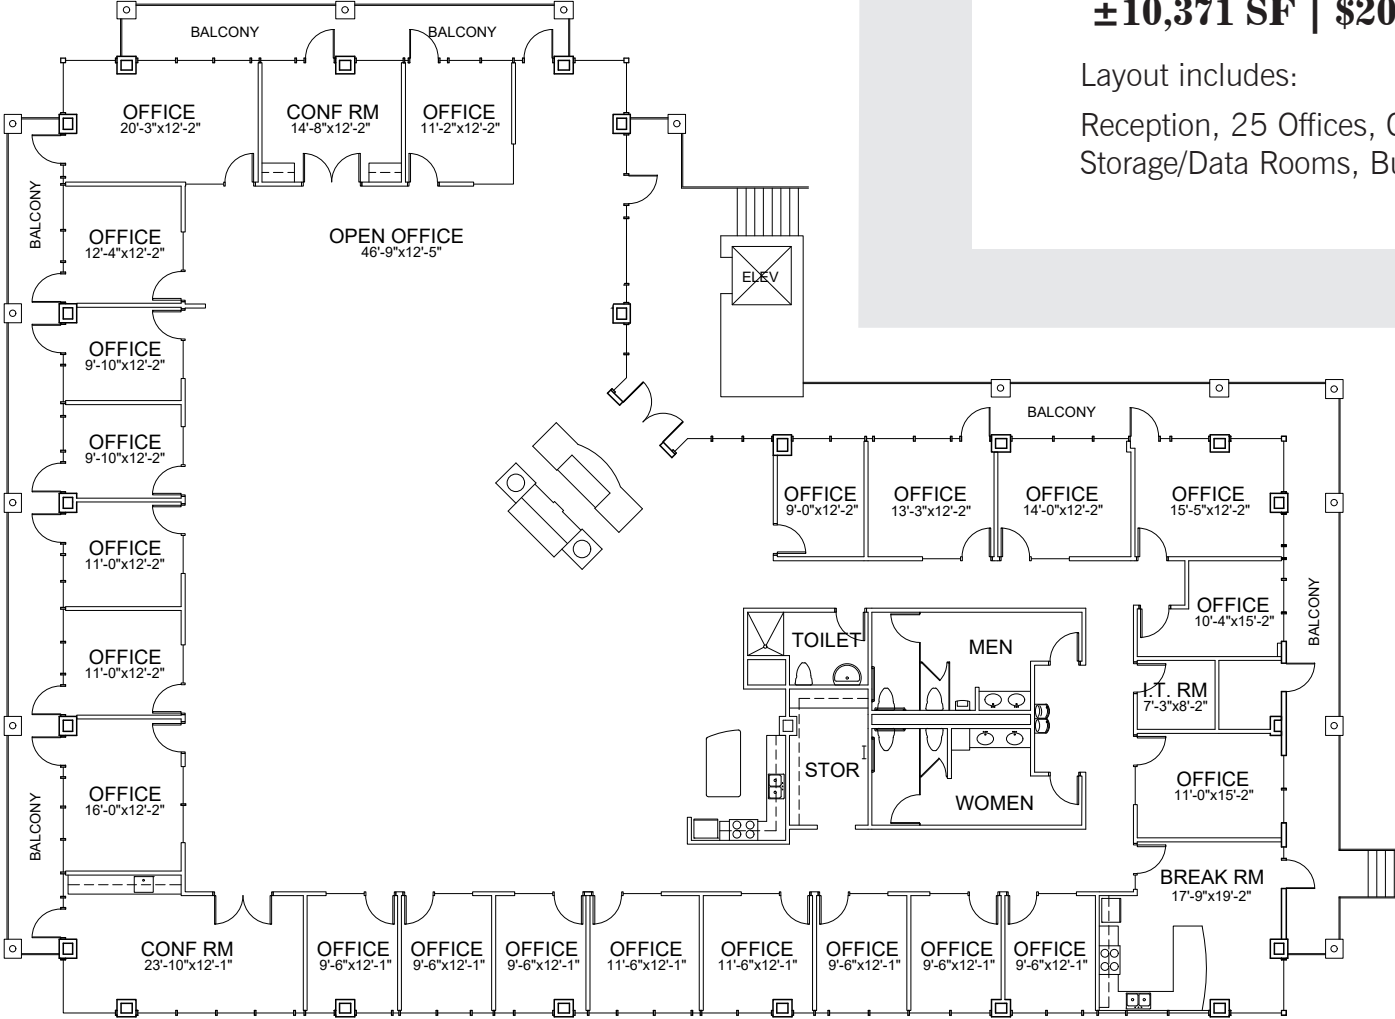 ±10,371 SF | $20
Layout includes:
Reception, 25 Offices,
Storage/Data Rooms,
BALCONY
BALCONY
OFFICE
20'-3"x12'-2"
CONF RM
14'-8"x12'-2"
OFFICE
11'-2"x12'-2"
BALCONY
OFFICE
12'-4"x12'-2"
OPEN OFFICE
46'-9"x12'-5"
ELEV
OFFICE
9'-10"x12'-2"
OFFICE
9'-10"x12'-2"
OFFICE
11'-0"x12'-2"
OFFICE
11'-0"x12'-2"
OFFICE
16'-0"x12'-2"
BALCONY
BALCONY
OFFICE
9'-0"x12'-2"
OFFICE
13'-3"x12'-2"
OFFICE
14'-0"x12'-2"
OFFICE
15'-5"x12'-2"
OFFICE
10'-4"x15'-2"
BALCONY
TOILET
MEN
I.T. RM
7'-3"x8'-2"
STOR
WOMEN
OFFICE
11'-0"x15'-2"
BREAK RM
17'-9"x19'-2"
CONF RM
23'-10"x12'-1"
OFFICE
9'-6"x12'-1"
OFFICE
9'-6"x12'-1"
OFFICE
9'-6"x12'-1"
OFFICE
11'-6"x12'-1"
OFFICE
11'-6"x12'-1"
OFFICE
9'-6"x12'-1"
OFFICE
9'-6"x12'-1"
OFFICE
9'-6"x12'-1"